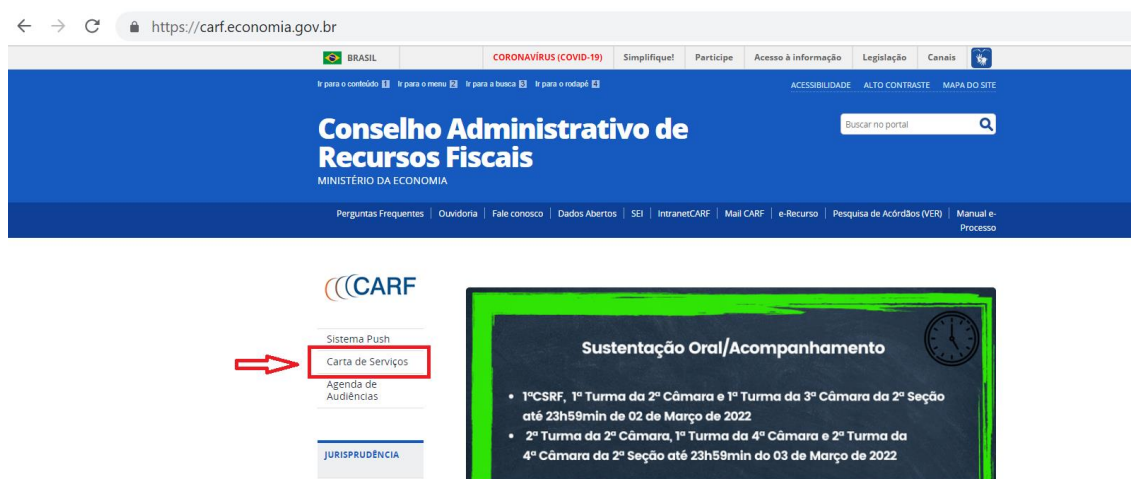 https://carf.economia.gov.br
BRASIL CORONAVÍRUS (COVID-19) Simplifique! Participe Acesso à informação Legislação Canais
Ir para o conteúdo 1 Ir para o menu 2 Ir para a busca 3 Ir para o rodapé 4 ACESSIBILIDADE ALTO CONTRASTE MAPA DO SITE
Conselho Administrativo de
Recursos Fiscais
MINISTÉRIO DA ECONOMIA
Buscar no portal
Perguntas Frequentes | Ouvidoria | Fale conosco | Dados Abertos | SEI | IntranetCARF | Mail CARF | e-Recurso | Pesquisa de Acórdãos (VER) | Manual e-
Processo
(((CARF
Sistema Push
Carta de Serviços
Agenda de
Audiências
JURISPRUDÊNCIA
Sustentação Oral/Acompanhamento
• 1ªCSRF, 1ª Turma da 2ª Câmara e 1ª Turma da 3ª Câmara da 2ª Seção
até 23h59min de 02 de Março de 2022
• 2ª Turma da 2ª Câmara, 1ª Turma da 4ª Câmara e 2ª Turma da
4ª Câmara da 2ª Seção até 23h59min do 03 de Março de 2022